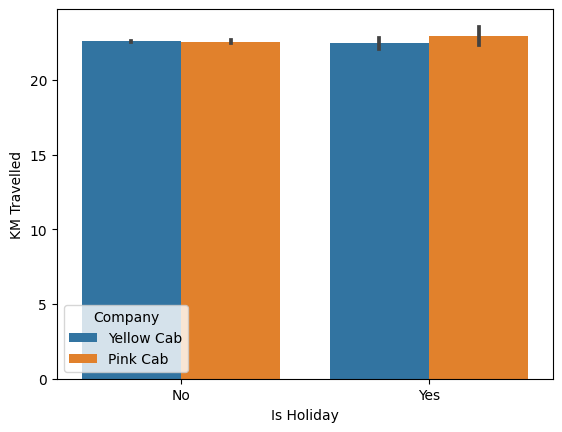 KM Travelled
20
15
10
5
0
Company
Yellow Cab
Pink Cab
No
Yes
Is Holiday